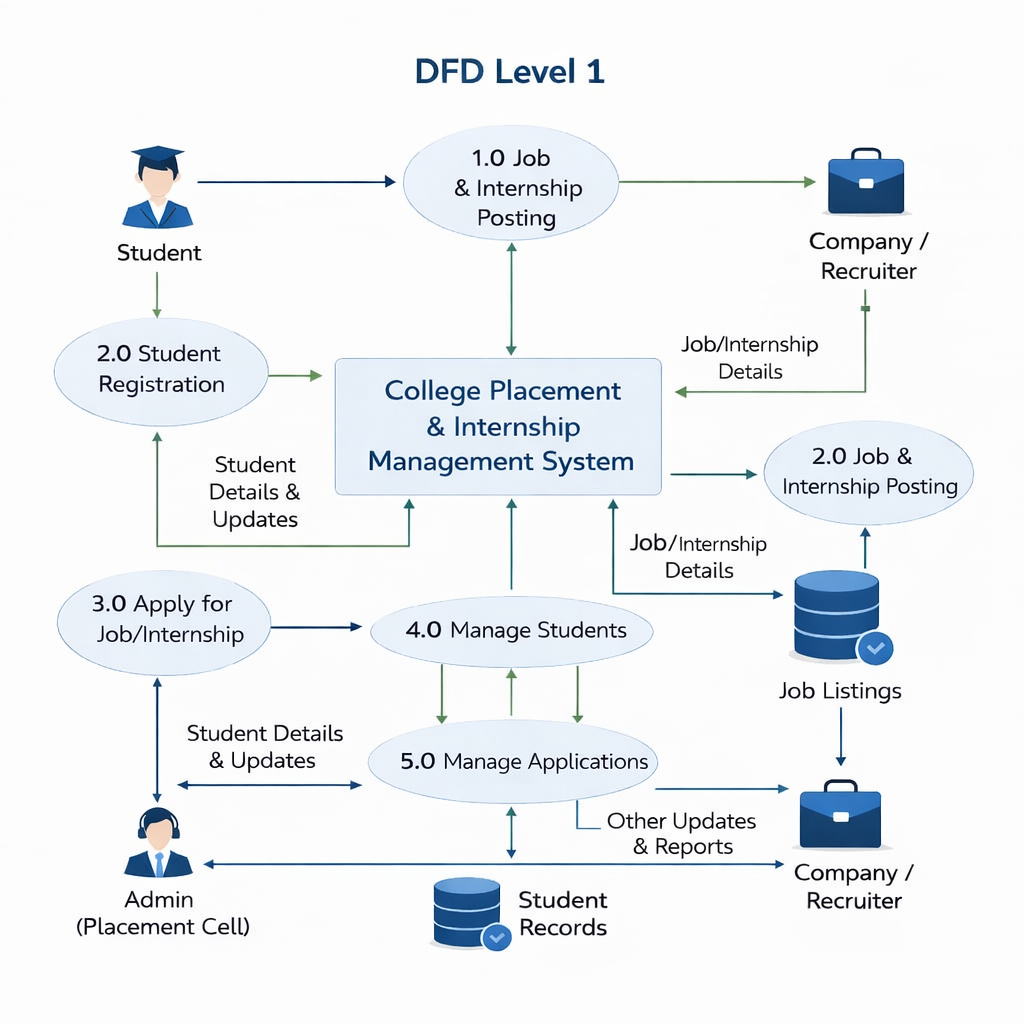 DFD Level 1
1.0 Job
& Internship
Posting
Student
Company /
Recruiter
2.0 Student
Registration
Job/Internship
Details
College Placement
& Internship
Management System
2.0 Job &
Internship Posting
Student
Details &
Updates
Job/Internship
Details
3.0 Apply for
Job/Internship
4.0 Manage Students
Job Listings
Student Details
& Updates
5.0 Manage Applications
Other Updates
& Reports
Company /
Recruiter
Admin
(Placement Cell)
Student
Records